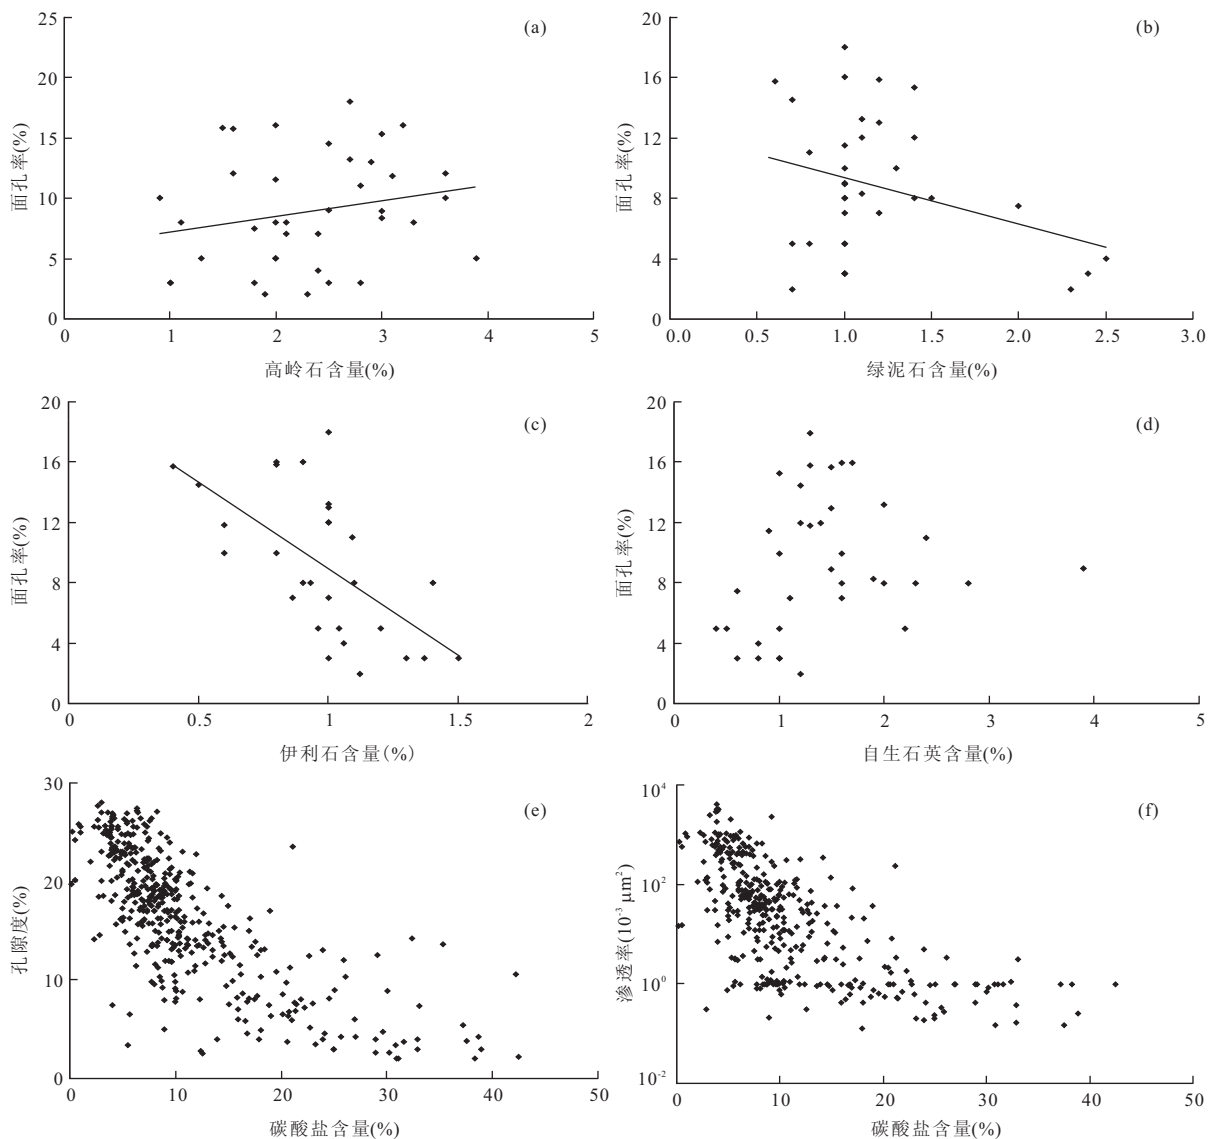 (a)
25
20
15
10
5
0
面孔率(%)
0 1 2 3 4 5
高岭石含量(%)
(b)
20
16
12
8
4
0
面孔率(%)
0.0 0.5 1.0 1.5 2.0 2.5 3.0
绿泥石含量(%)
(c)
20
16
12
8
4
0
面孔率(%)
0 0.5 1 1.5 2
伊利石含量(%)
(d)
20
16
12
8
4
0
面孔率(%)
0 1 2 3 4 5
自生石英含量(%)
(e)
30
20
10
0
孔隙度(%)
0 10 20 30 40 50
碳酸盐含量(%)
(f)
10⁴
10²
10⁰
10⁻²
渗透率(10⁻³ μm²)
0 10 20 30 40 50
碳酸盐含量(%)